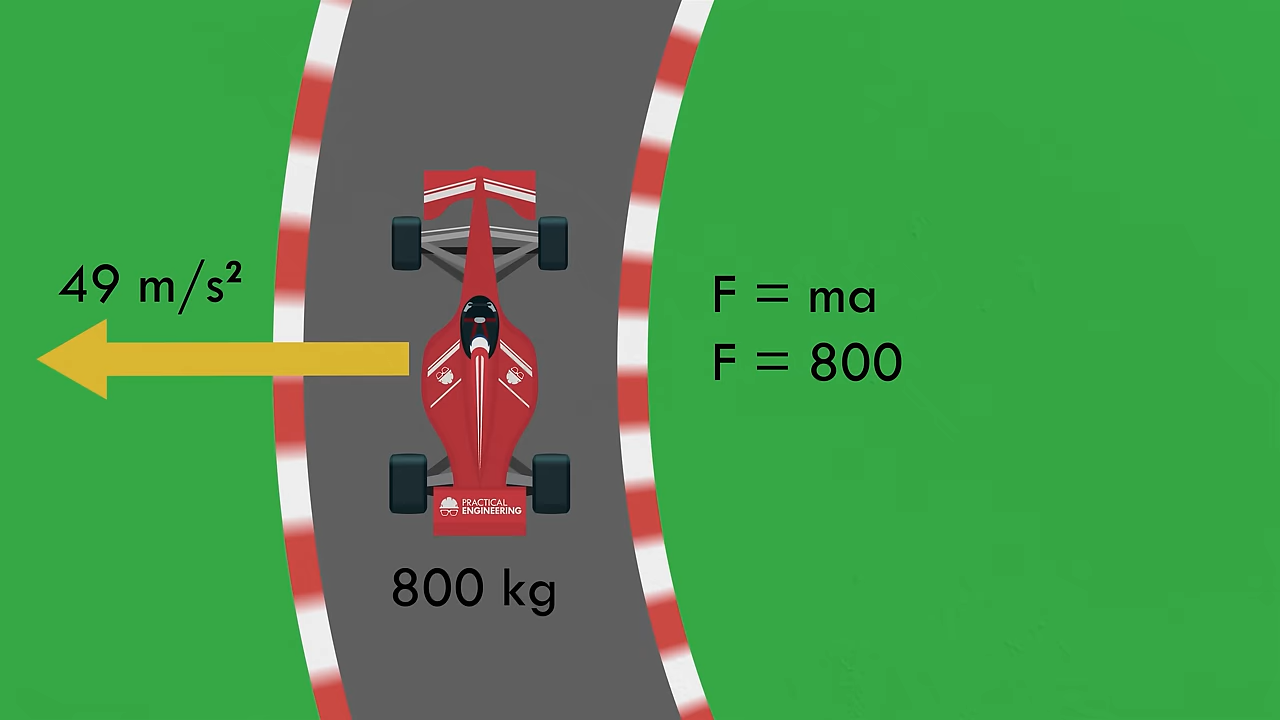 49 m/s²
F = ma
F = 800
PRACTICAL
ENGINEERING
800 kg